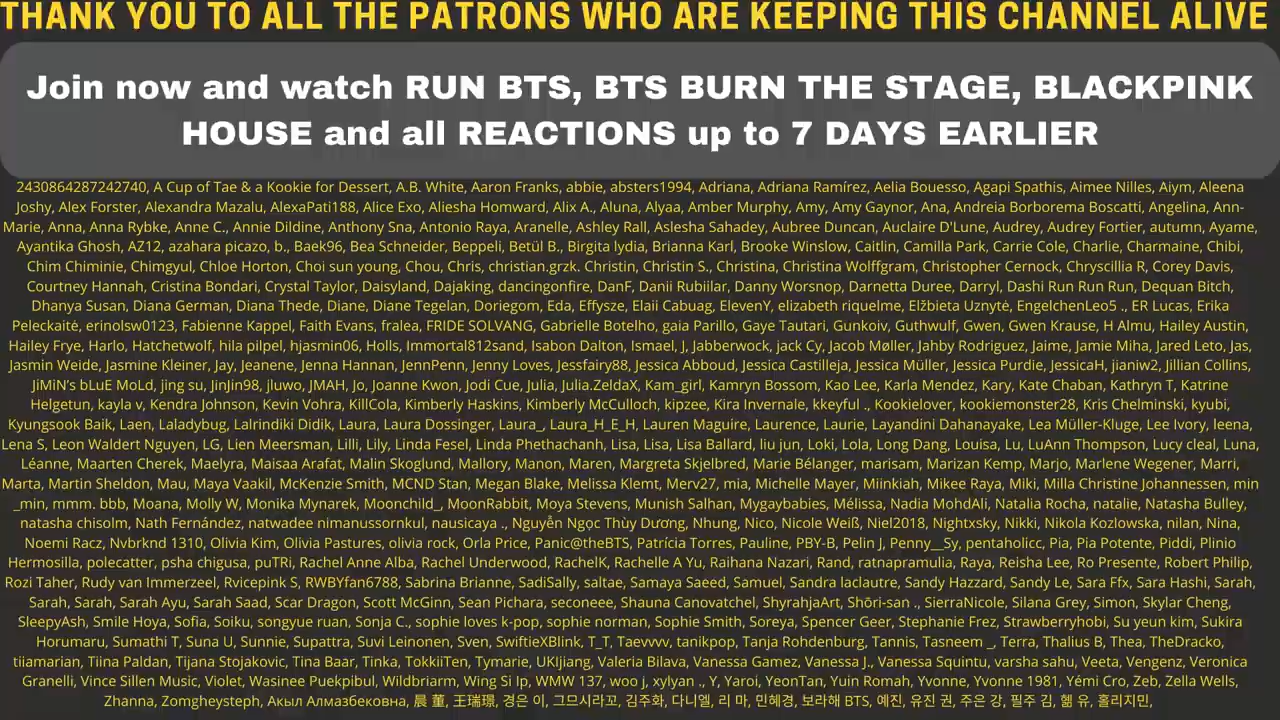 THANK YOU TO ALL THE PATRONS WHO ARE KEEPING THIS CHANNEL ALIVE
Join now and watch RUN BTS, BTS BURN THE STAGE, BLACKPINK
HOUSE and all REACTIONS up to 7 DAYS EARLIER
2430864287242740, A Cup of Tae & a Kookie for Dessert, A.B. White, Aaron Franks, abbie, absters1994, Adriana, Adriana Ramírez, Aelia Bouesso, Agapi Spathis, Aimee Nilles, Aiym, Aleena
Joshy, Alex Forster, Alexandra Mazalu, AlexaPati188, Alice Exo, Aliesha Homward, Alix A., Aluna, Alyaa, Amber Murphy, Amy, Amy Gaynor, Ana, Andreia Borborema Boscatti, Angelina, Ann-
Marie, Anna, Anna Rybke, Anne C., Annie Dildine, Anthony Sna, Antonio Raya, Aranelle, Ashley Rall, Aslesha Sahadey, Aubree Duncan, Auclaire D'Lune, Audrey, Audrey Fortier, autumn, Ayame,
Ayantika Ghosh, AZ12, azahara picazo, b., Baek96, Bea Schneider, Beppeli, Betül B., Birgita lydia, Brianna Karl, Brooke Winslow, Caitlin, Camilla Park, Carrie Cole, Charlie, Charmaine, Chibi,
Chim Chiminie, Chimgyul, Chloe Horton, Choi sun young, Chou, Chris, christian.grzk. Christin, Christin S., Christina, Christina Wolffgram, Christopher Cernock, Chryscillia R, Corey Davis,
Courtney Hannah, Cristina Bondari, Crystal Taylor, Daisyland, Dajaking, dancingonfire, DanF, Danii Rubiilar, Danny Worsnop, Darnetta Duree, Darryl, Dashi Run Run Run, Dequan Bitch,
Dhanya Susan, Diana German, Diana Thede, Diane, Diane Tegelan, Doriegom, Eda, Effysze, Elaii Cabuag, ElevenY, elizabeth riquelme, Elžbieta Uznytė, EngelchenLeo5 ., ER Lucas, Erika
Peleckaitė, erinolsw0123, Fabienne Kappel, Faith Evans, fralea, FRIDE SOLVANG, Gabrielle Botelho, gaia Parillo, Gaye Tautari, Gunkoiv, Guthwulf, Gwen, Gwen Krause, H Almu, Hailey Austin,
Hailey Frye, Harlo, Hatchetwolf, hila pilpel, hjasmin06, Holls, Immortal812sand, Isabon Dalton, Ismael, J, Jabberwock, jack Cy, Jacob Møller, Jahby Rodriguez, Jaime, Jamie Miha, Jared Leto, Jas,
Jasmin Weide, Jasmine Kleiner, Jay, Jeanene, Jenna Hannan, JennPenn, Jenny Loves, Jessfairy88, Jessica Abboud, Jessica Castilleja, Jessica Müller, Jessica Purdie, JessicaH, jianiw2, Jillian Collins,
JiMiN’s bLuE MoLd, jing su, JinJin98, jluwo, JMAH, Jo, Joanne Kwon, Jodi Cue, Julia, Julia.ZeldaX, Kam_girl, Kamryn Bossom, Kao Lee, Karla Mendez, Kary, Kate Chaban, Kathryn T, Katrine
Helgetun, kayla v, Kendra Johnson, Kevin Vohra, KillCola, Kimberly Haskins, Kimberly McCulloch, kipzee, Kira Invernale, kkeyful ., Kookielover, kookiemonster28, Kris Chelminski, kyubi,
Kyungsook Baik, Laen, Laladybug, Lalrindiki Didik, Laura, Laura Dossinger, Laura_, Laura_H_E_H, Lauren Maguire, Laurence, Laurie, Layandini Dahanayake, Lea Müller-Kluge, Lee Ivory, leena,
Lena S, Leon Waldert Nguyen, LG, Lien Meersman, Lilli, Lily, Linda Fesel, Linda Phethachanh, Lisa, Lisa, Lisa Ballard, liu jun, Loki, Lola, Long Dang, Louisa, Lu, LuAnn Thompson, Lucy cleal, Luna,
Léanne, Maarten Cherek, Maelyra, Maisaa Arafat, Malin Skoglund, Mallory, Manon, Maren, Margreta Skjelbred, Marie Bélanger, marisam, Marizan Kemp, Marjo, Marlene Wegener, Marri,
Marta, Martin Sheldon, Mau, Maya Vaakil, McKenzie Smith, MCND Stan, Megan Blake, Melissa Klemt, Merv27, mia, Michelle Mayer, Miinkiah, Mikee Raya, Miki, Milla Christine Johannessen, min
_min, mmm. bbb, Moana, Molly W, Monika Mynarek, Moonchild_, MoonRabbit, Moya Stevens, Munish Salhan, Mygaybabies, Mélissa, Nadia MohdAli, Natalia Rocha, natalie, Natasha Bulley,
natasha chisolm, Nath Fernández, natwadee nimanussornkul, nausicaya ., Nguyễn Ngọc Thùy Dương, Nhung, Nico, Nicole Weiß, Niel2018, Nightxsky, Nikki, Nikola Kozlowska, nilan, Nina,
Noemi Racz, Nvbrknd 1310, Olivia Kim, Olivia Pastures, olivia rock, Orla Price, Panic@theBTS, Patrícia Torres, Pauline, PBY-B, Pelin J, Penny__Sy, pentaholicc, Pia, Pia Potente, Piddi, Plinio
Hermosilla, polecatter, psha chigusa, puTRi, Rachel Anne Alba, Rachel Underwood, RachelK, Rachelle A Yu, Raihana Nazari, Rand, ratnapramulia, Raya, Reisha Lee, Ro Presente, Robert Philip,
Rozi Taher, Rudy van Immerzeel, Rvicepink S, RWBYfan6788, Sabrina Brianne, SadiSally, saltae, Samaya Saeed, Samuel, Sandra laclautre, Sandy Hazzard, Sandy Le, Sara Ffx, Sara Hashi, Sarah,
Sarah, Sarah, Sarah Ayu, Sarah Saad, Scar Dragon, Scott McGinn, Sean Pichara, seconeee, Shauna Canovatchel, ShyrahjaArt, Shōri-san ., SierraNicole, Silana Grey, Simon, Skylar Cheng,
SleepyAsh, Smile Hoya, Sofia, Soiku, songyue ruan, Sonja C., sophie loves k-pop, sophie norman, Sophie Smith, Soreya, Spencer Geer, Stephanie Frez, Strawberryhobi, Su yeun kim, Sukira
Horumaru, Sumathi T, Suna U, Sunnie, Supattra, Suvi Leinonen, Sven, SwiftieXBlink, T_T, Taevvvv, tanikpop, Tanja Rohdenburg, Tannis, Tasneem _, Terra, Thalius B, Thea, TheDracko,
tiiamarian, Tiina Paldan, Tijana Stojakovic, Tina Baar, Tinka, TokkiiTen, Tymarie, UKIjiang, Valeria Bilava, Vanessa Gamez, Vanessa J., Vanessa Squintu, varsha sahu, Veeta, Vengenz, Veronica
Granelli, Vince Sillen Music, Violet, Wasinee Puekpibul, Wildbriarm, Wing Si Ip, WMW 137, woo j, xylyan ., Y, Yaroi, YeonTan, Yuin Romah, Yvonne, Yvonne 1981, Yémi Cro, Zeb, Zella Wells,
Zhanna, Zomgheysteph, Акыл Алмазбековна, 晨 董, 王瑞璟, 경은 이, 그므시라꼬, 김주화, 다니엘, 리 마, 민혜경, 보라해 BTS, 예진, 유진 권, 주은 강, 필주 김, 혬 유, 홀리지민,